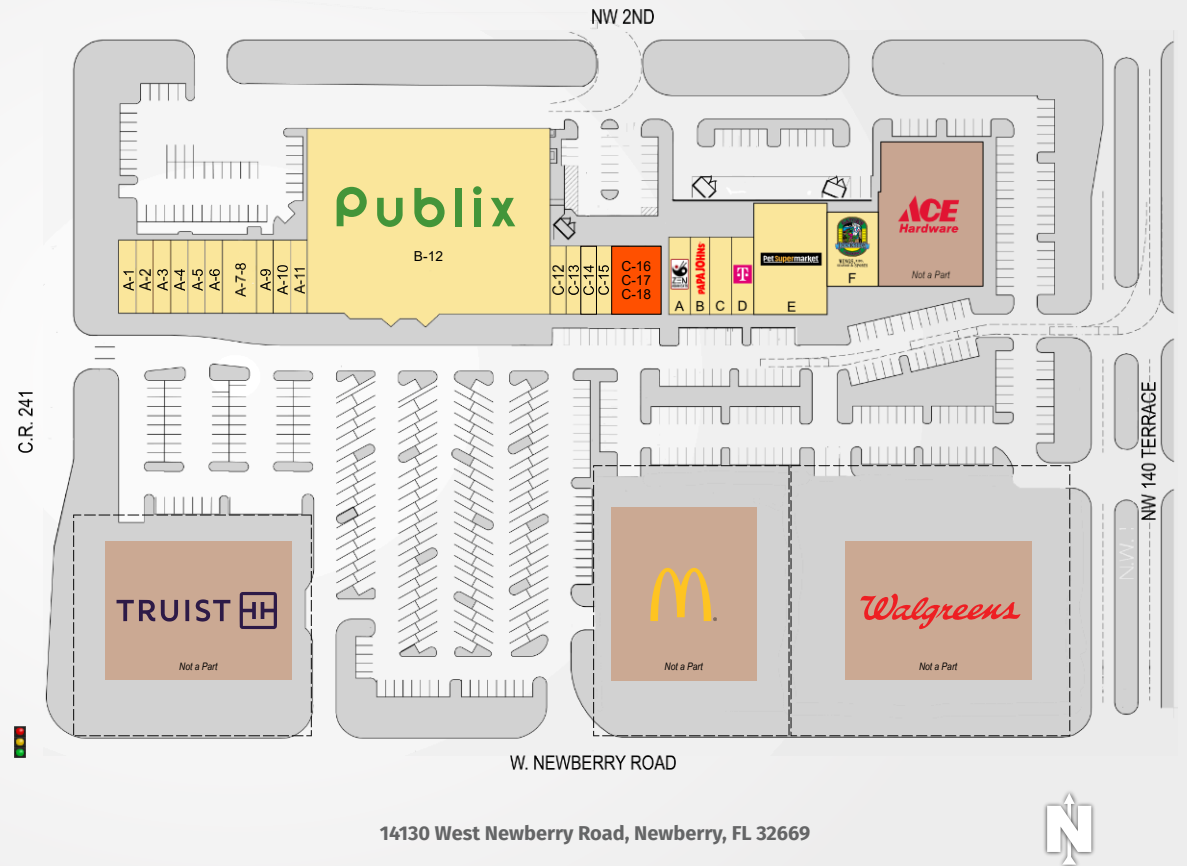 NW 2ND
Publix
B-12
A-1
A-2
A-3
A-4
A-5
A-6
A-7-8
A-9
A-10
A-11
C-12
C-13
C-14
C-15
C-16
C-17
C-18
ZEN
A
PAPA JOHNS
B
C
T
D
Pet Supermarket
E
F
ACE
Hardware
Not a Part
C.R. 241
NW 140 TERRACE
N.W. 1
TRUIST
Not a Part
M
Not a Part
Walgreens
Not a Part
W. NEWBERRY ROAD
14130 West Newberry Road, Newberry, FL 32669
N